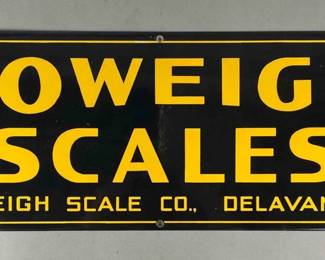 OWEIG
SCALES
EIGH SCALE CO., DELAVAN